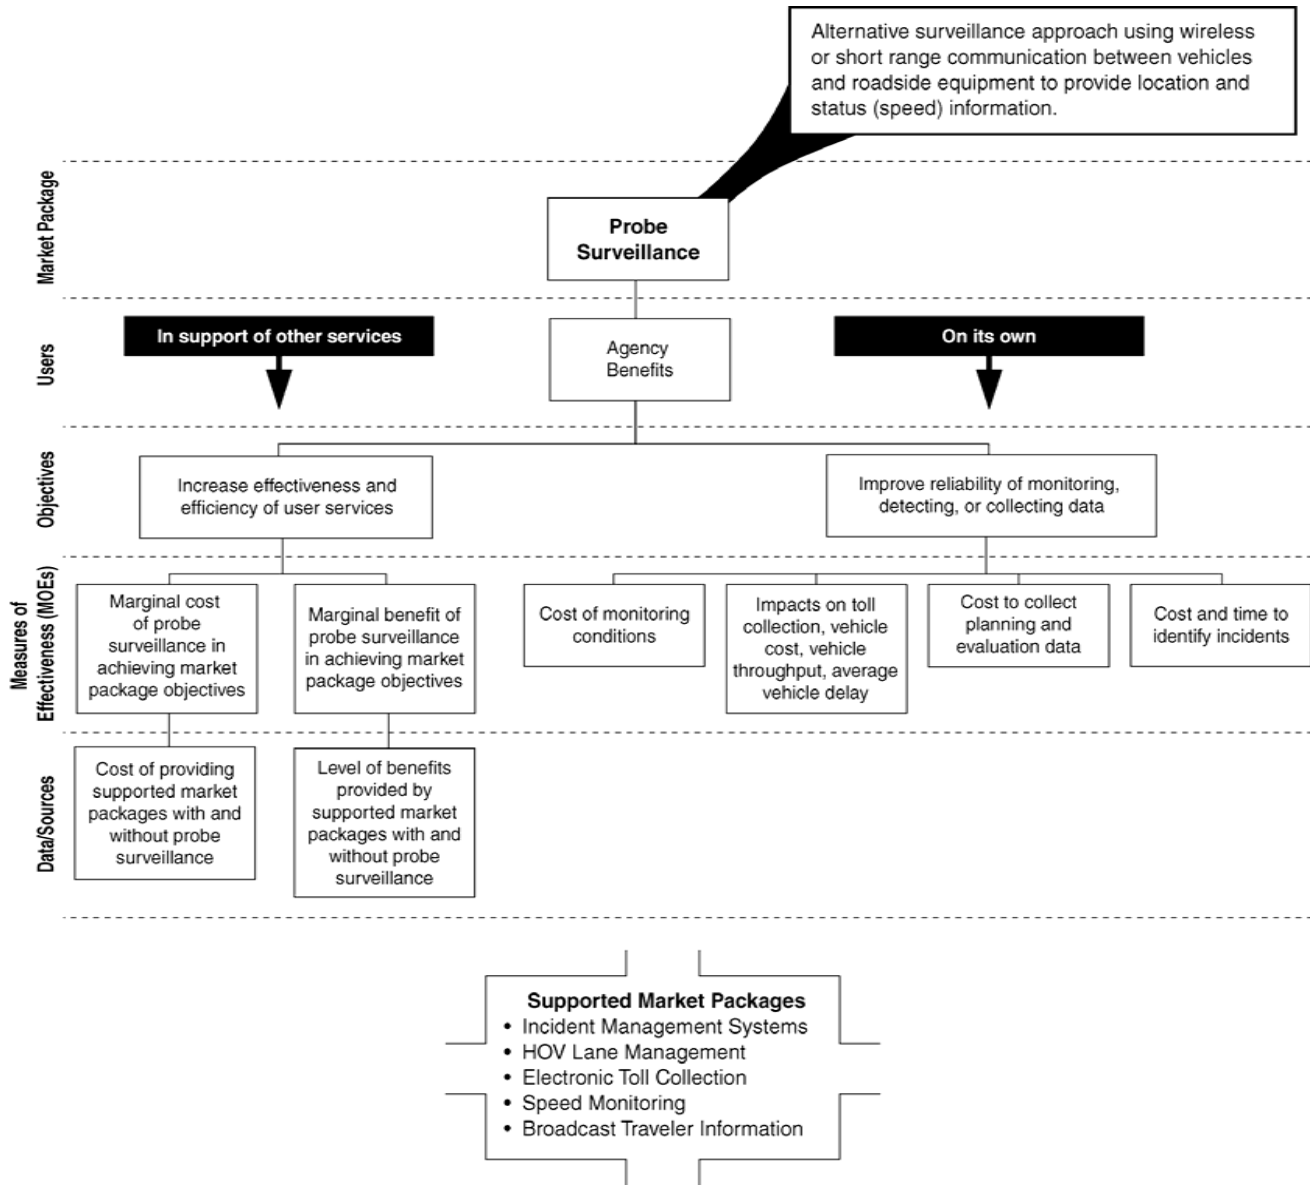 Alternative surveillance approach using wireless
or short range communication between vehicles
and roadside equipment to provide location and
status (speed) information.
Market Package
Probe
Surveillance
Users
In support of other services
Agency
Benefits
On its own
Objectives
Increase effectiveness and
efficiency of user services
Improve reliability of monitoring,
detecting, or collecting data
Measures of
Effectiveness (MOEs)
Marginal cost
of probe
surveillance in
achieving market
package objectives
Marginal benefit of
probe surveillance
in achieving market
package objectives
Cost of monitoring
conditions
Impacts on toll
collection, vehicle
cost, vehicle
throughput, average
vehicle delay
Cost to collect
planning and
evaluation data
Cost and time to
identify incidents
Data/Sources
Cost of providing
supported market
packages with and
without probe
surveillance
Level of benefits
provided by
supported market
packages with and
without probe
surveillance
Supported Market Packages
• Incident Management Systems
• HOV Lane Management
• Electronic Toll Collection
• Speed Monitoring
• Broadcast Traveler Information